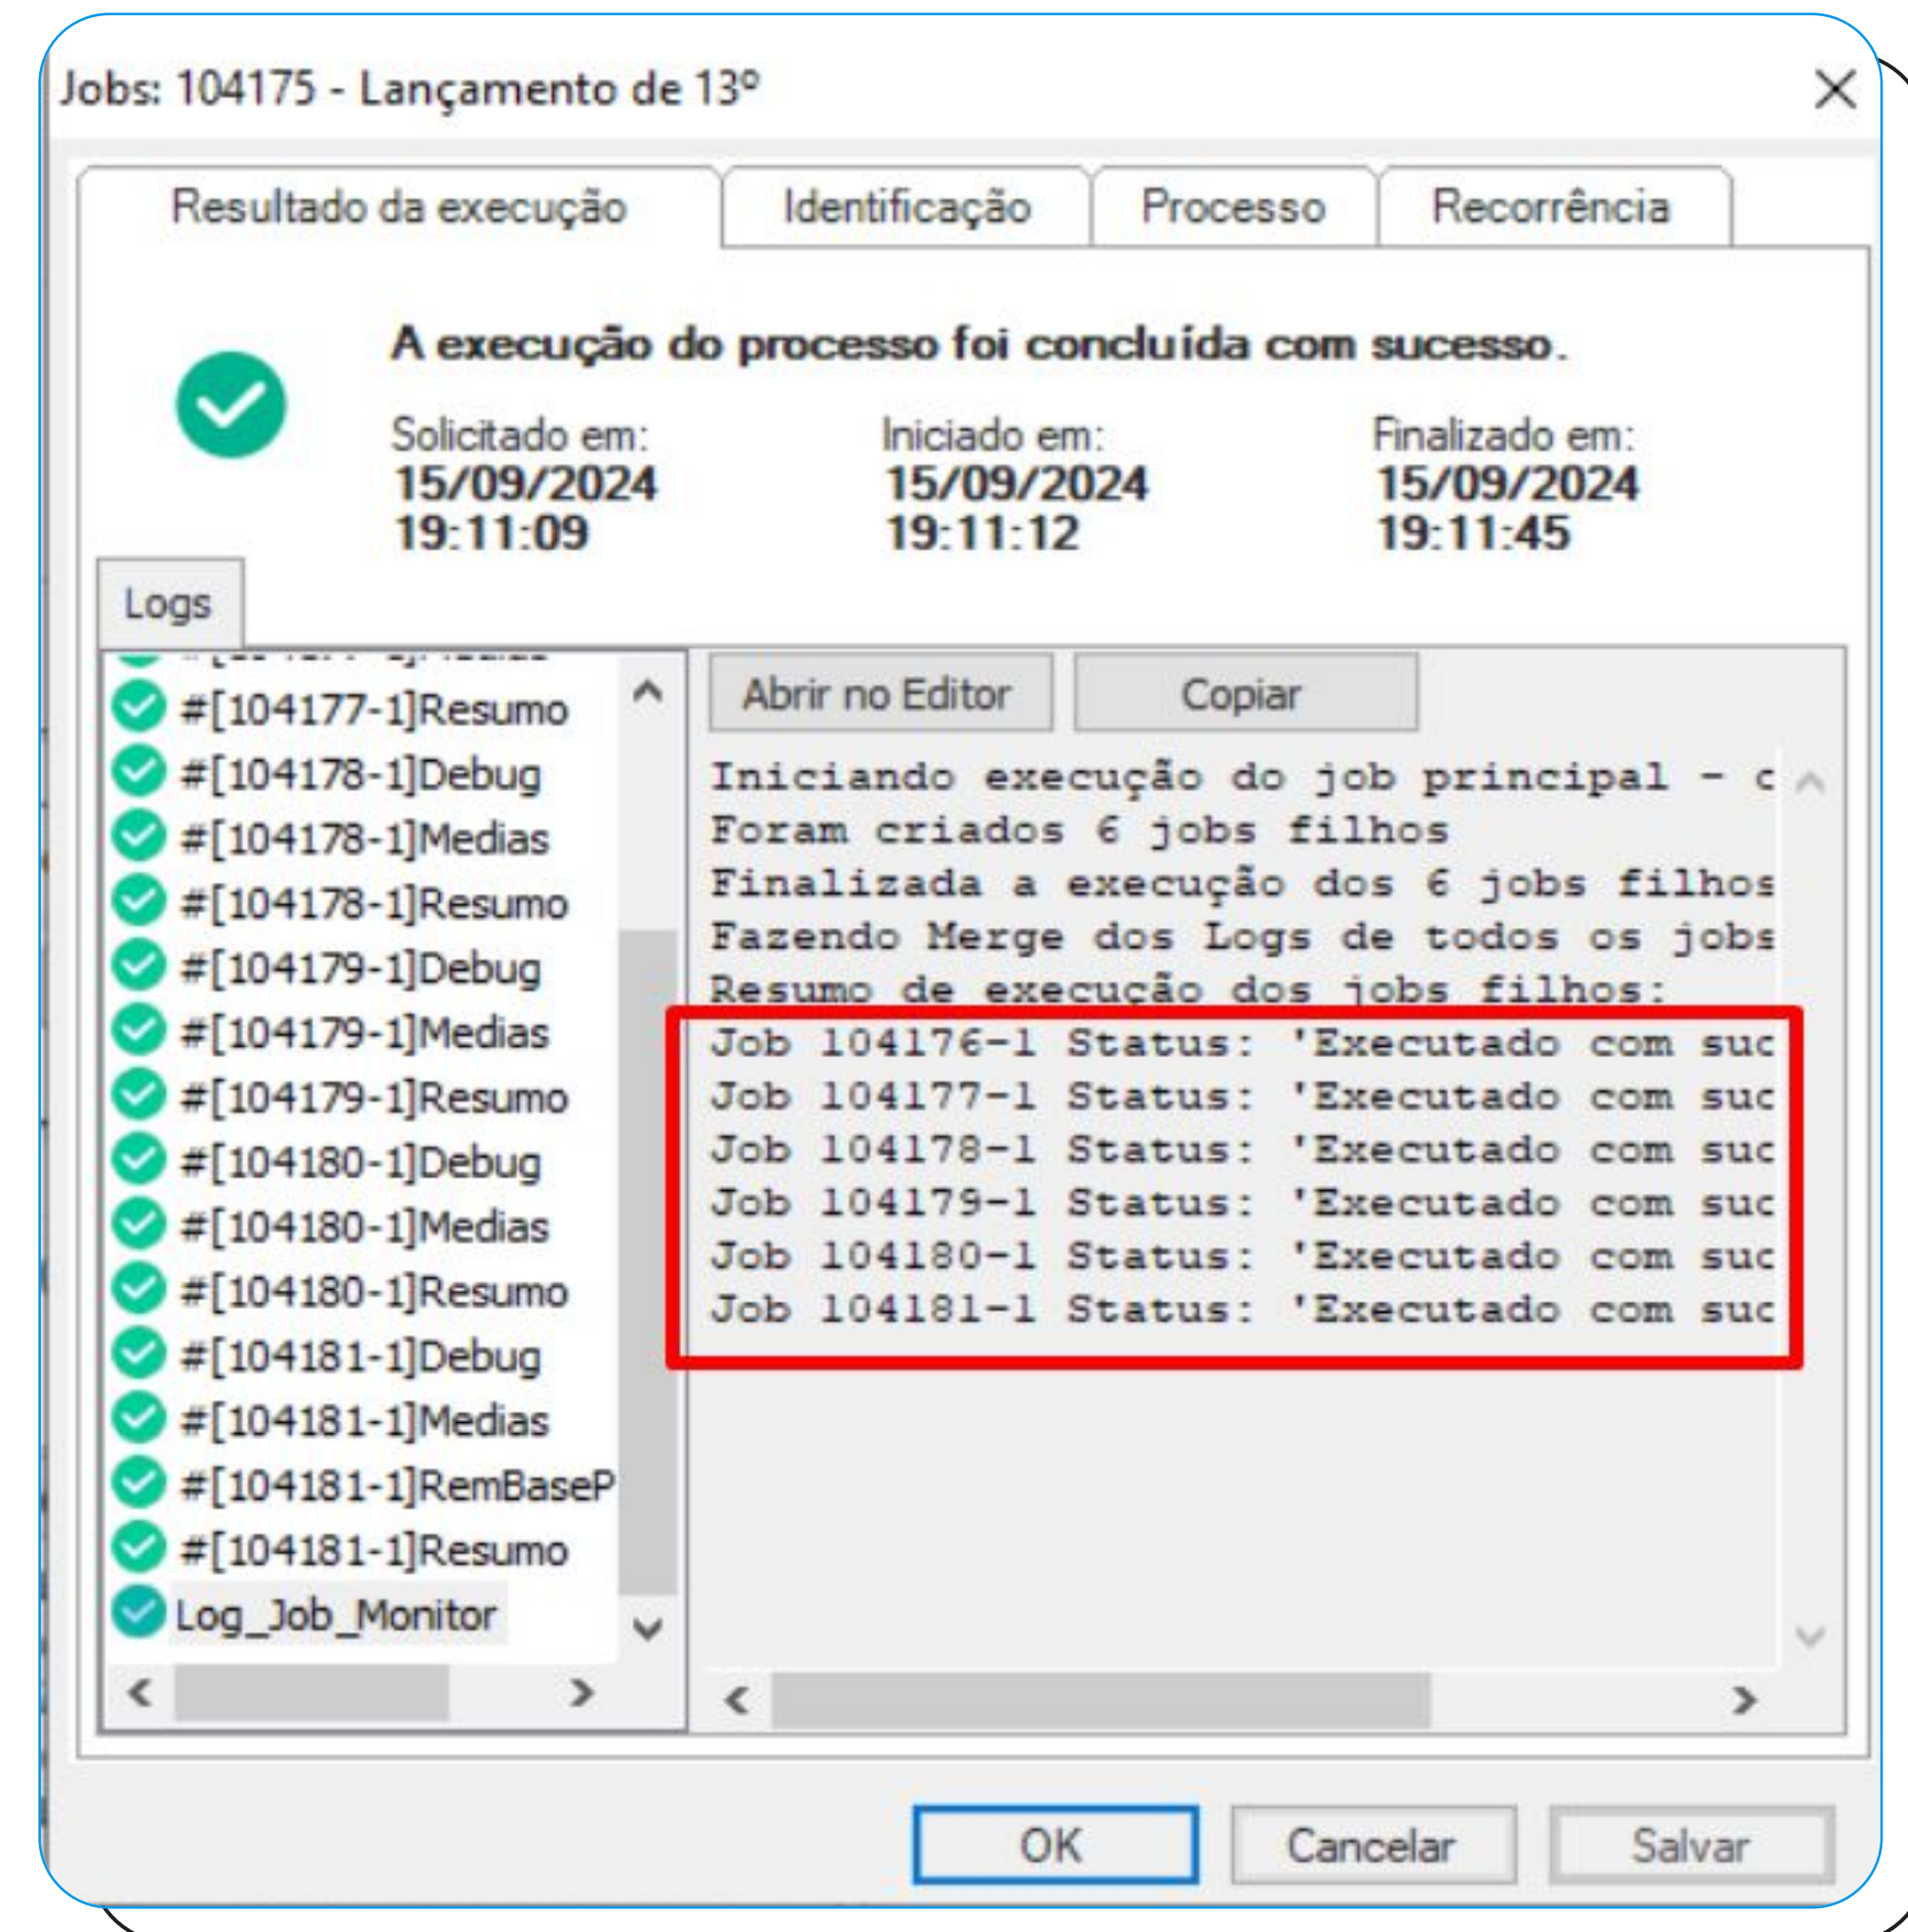 Jobs: 104175 - Lançamento de 13º
Resultado da execução
Identificação
Processo
Recorrência
A execução do processo foi concluída com sucesso.
Solicitado em:
15/09/2024
19:11:09
Iniciado em:
15/09/2024
19:11:12
Finalizado em:
15/09/2024
19:11:45
Logs
#[104177-1]Resumo
#[104178-1]Debug
#[104178-1]Medias
#[104178-1]Resumo
#[104179-1]Debug
#[104179-1]Medias
#[104179-1]Resumo
#[104180-1]Debug
#[104180-1]Medias
#[104180-1]Resumo
#[104181-1]Debug
#[104181-1]Medias
#[104181-1]RemBaseP
#[104181-1]Resumo
Log_Job_Monitor
Abrir no Editor
Copiar
Iniciando execução do job principal - c
Foram criados 6 jobs filhos
Finalizada a execução dos 6 jobs filhos
Fazendo Merge dos Logs de todos os jobs
Resumo de execução dos jobs filhos:
Job 104176-1 Status: 'Executado com suc
Job 104177-1 Status: 'Executado com suc
Job 104178-1 Status: 'Executado com suc
Job 104179-1 Status: 'Executado com suc
Job 104180-1 Status: 'Executado com suc
Job 104181-1 Status: 'Executado com suc
OK
Cancelar
Salvar